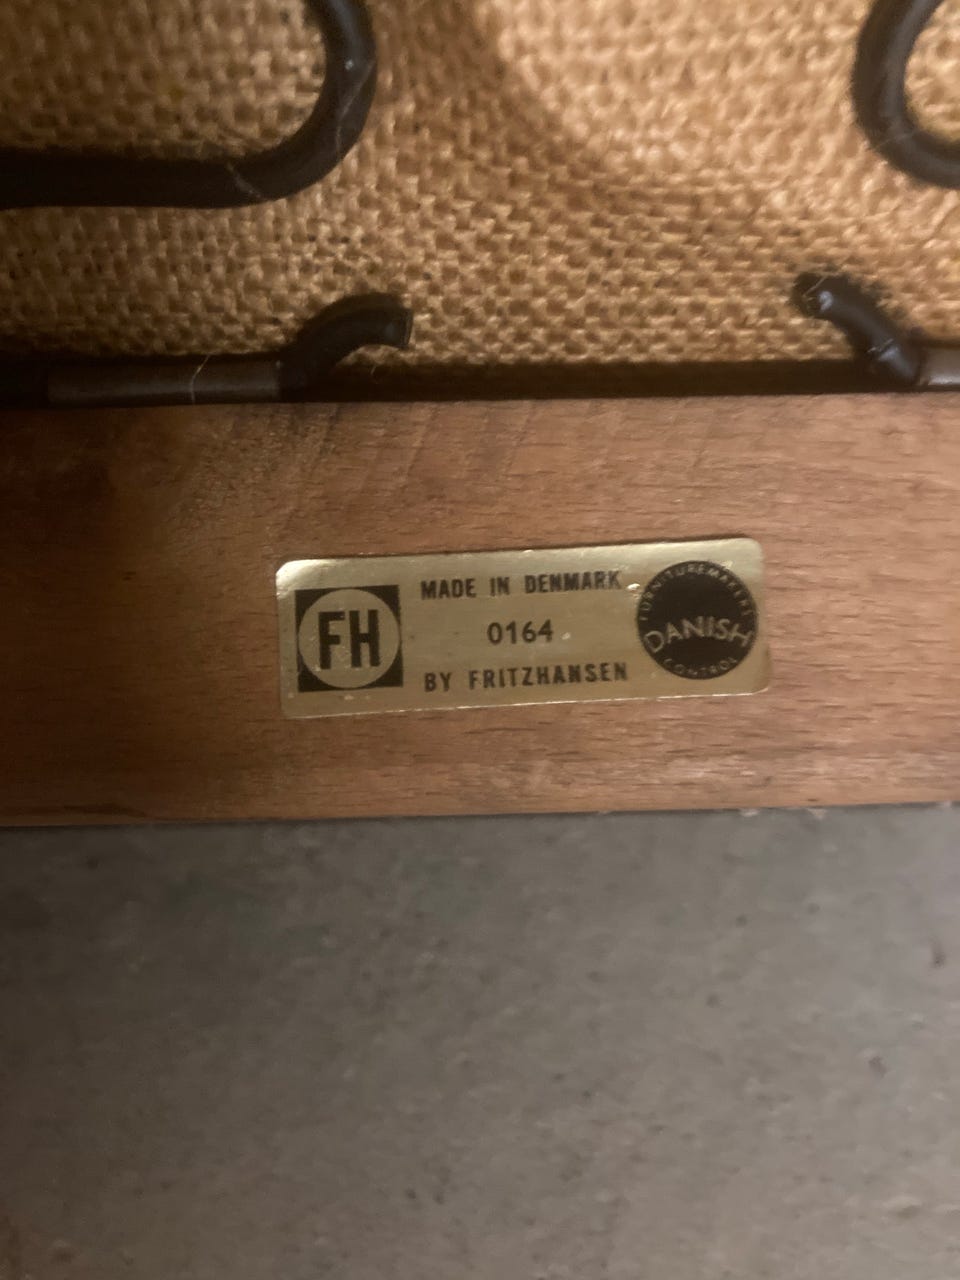 FH
MADE IN DENMARK
0164
BY FRITZHANSEN
FURNITUREMAKERS
DANISH
CONTROL